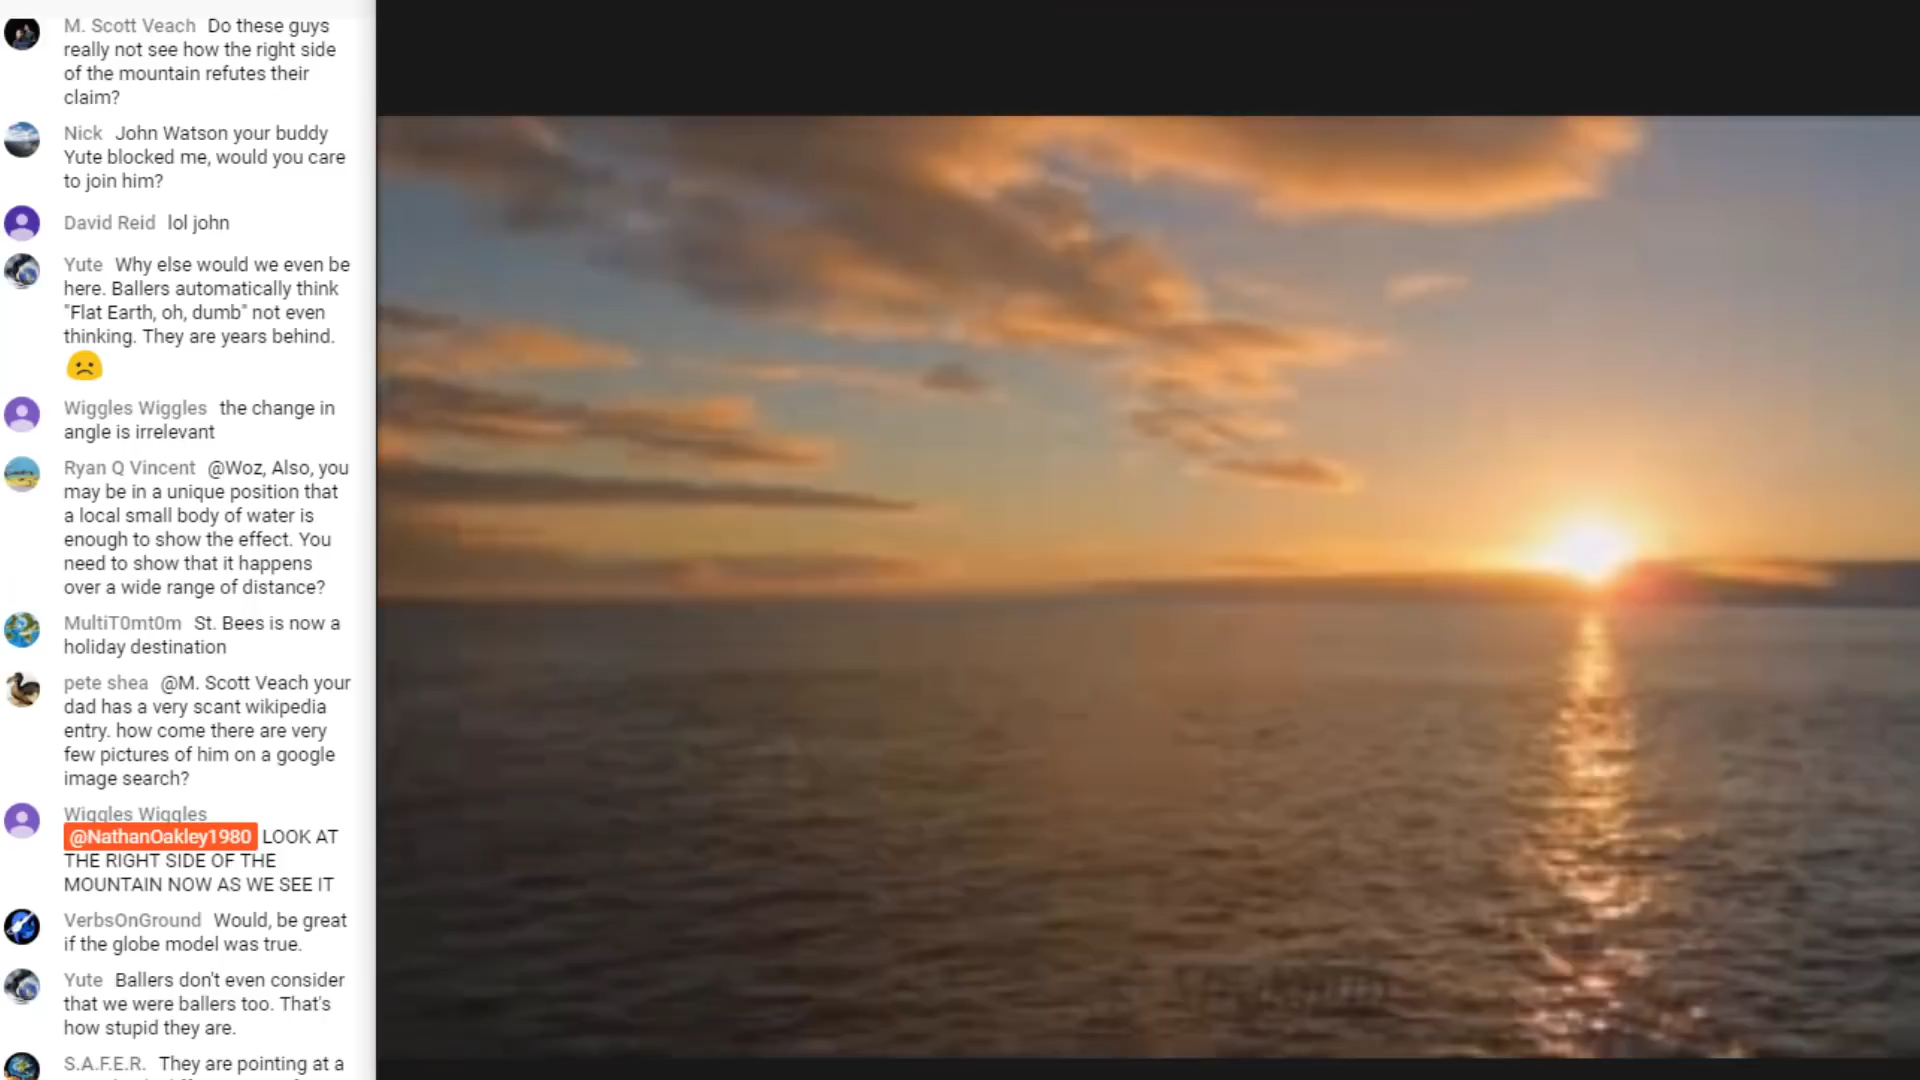 M. Scott Veach Do these guys
really not see how the right side
of the mountain refutes their
claim?
Nick John Watson your buddy
Yute blocked me, would you care
to join him?
David Reid lol john
Yute Why else would we even be
here. Ballers automatically think
"Flat Earth, oh, dumb" not even
thinking. They are years behind.
Wiggles Wiggles the change in
angle is irrelevant
Ryan Q Vincent @Woz, Also, you
may be in a unique position that
a local small body of water is
enough to show the effect. You
need to show that it happens
over a wide range of distance?
MultiT0mt0m St. Bees is now a
holiday destination
pete shea @M. Scott Veach your
dad has a very scant wikipedia
entry. how come there are very
few pictures of him on a google
image search?
Wiggles Wiggles
@NathanOakley1980 LOOK AT
THE RIGHT SIDE OF THE
MOUNTAIN NOW AS WE SEE IT
VerbsOnGround Would, be great
if the globe model was true.
Yute Ballers don't even consider
that we were ballers too. That's
how stupid they are.
S.A.F.E.R. They are pointing at a